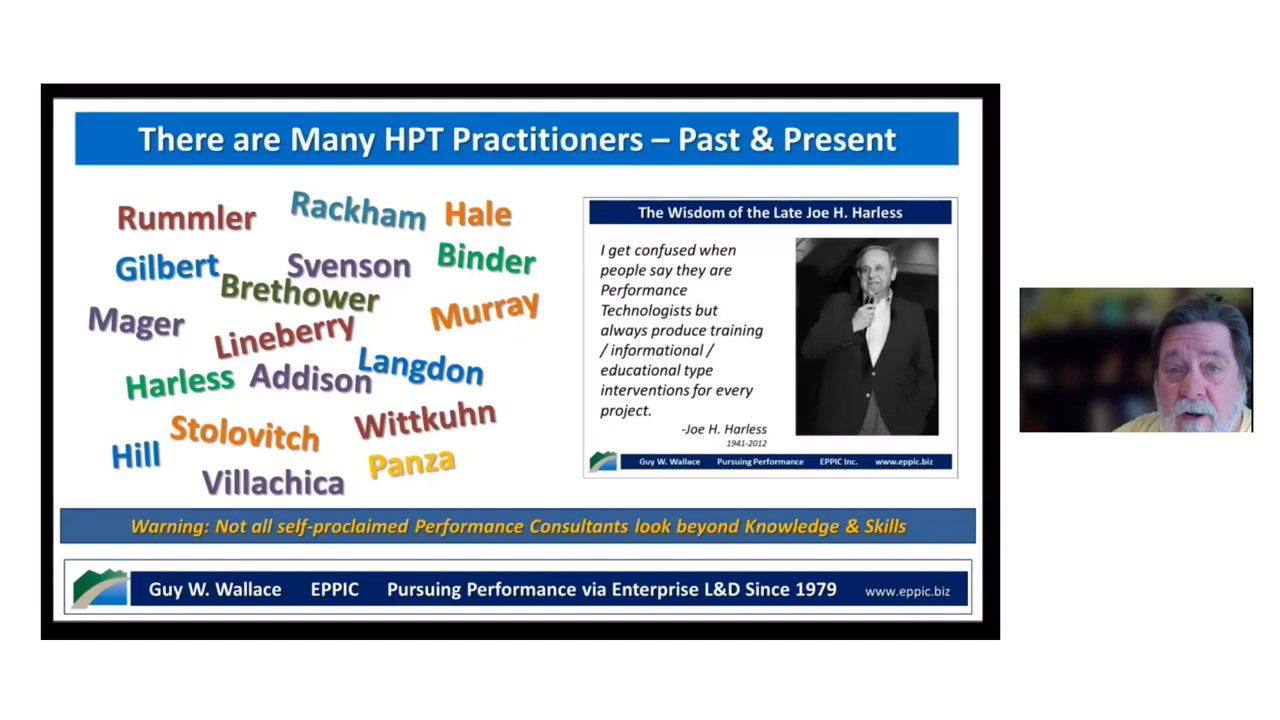 There are Many HPT Practitioners – Past & Present
Rummler
Rackham
Hale
Gilbert
Svenson
Binder
Brethower
Mager
Lineberry
Murray
Harless
Addison
Langdon
Stolovitch
Wittkuhn
Hill
Panza
Villachica
The Wisdom of the Late Joe H. Harless
I get confused when
people say they are
Performance
Technologists but
always produce training
/ informational /
educational type
interventions for every
project.
-Joe H. Harless
1941-2012
Guy W. Wallace Pursuing Performance EPPIC Inc. www.eppic.biz
Warning: Not all self-proclaimed Performance Consultants look beyond Knowledge & Skills
Guy W. Wallace EPPIC Pursuing Performance via Enterprise L&D Since 1979 www.eppic.biz